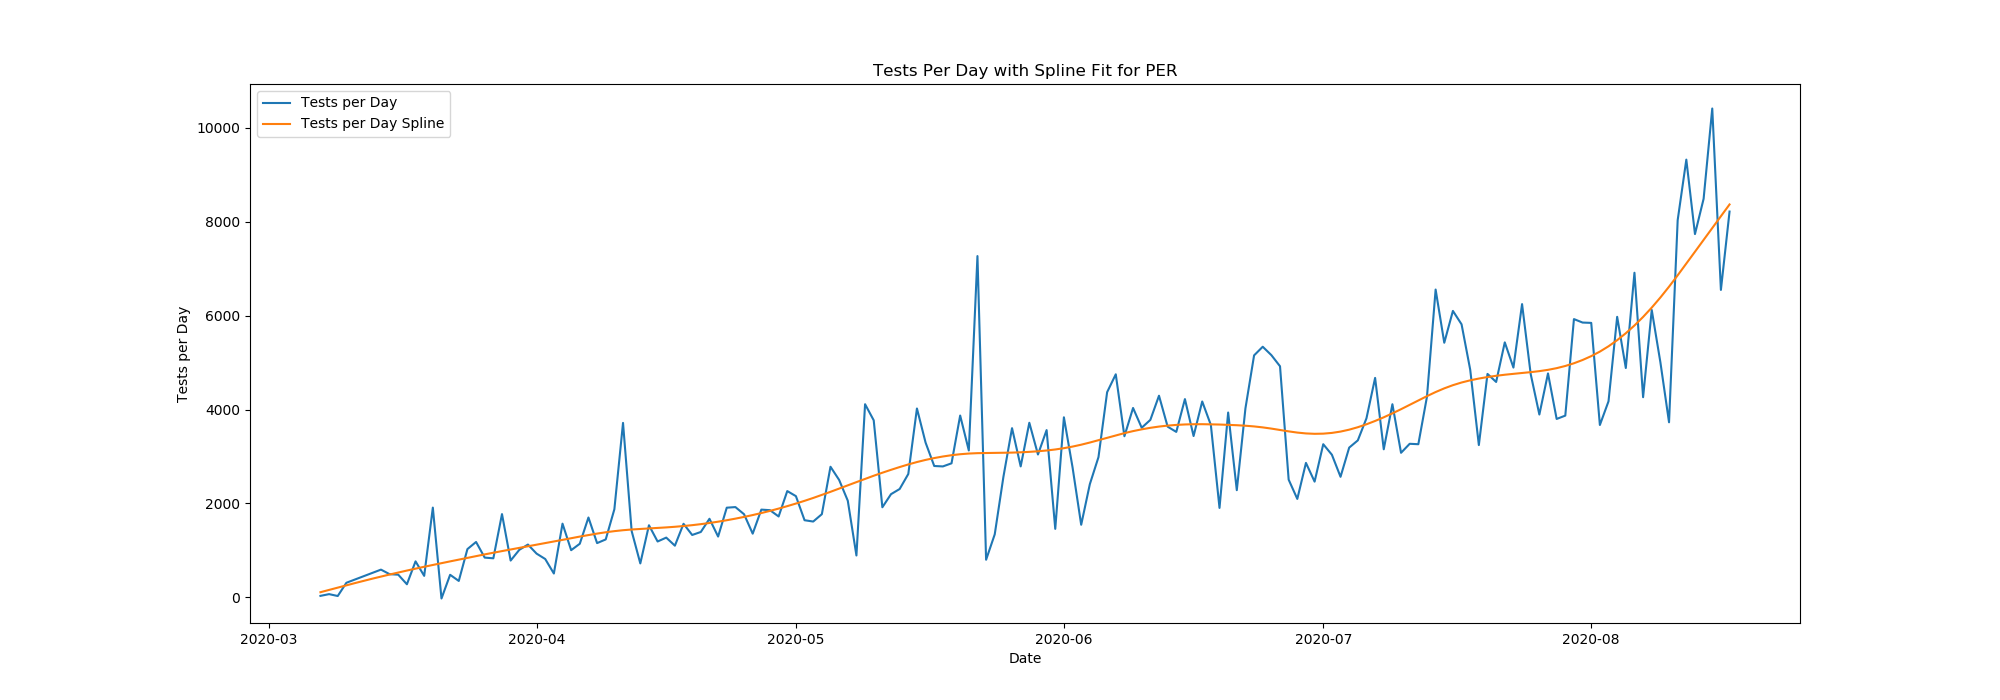 Tests Per Day with Spline Fit for PER
Tests per Day
Tests per Day Spline
10000
8000
6000
4000
2000
0
Tests per Day
2020-03 2020-04 2020-05 2020-06 2020-07 2020-08
Date